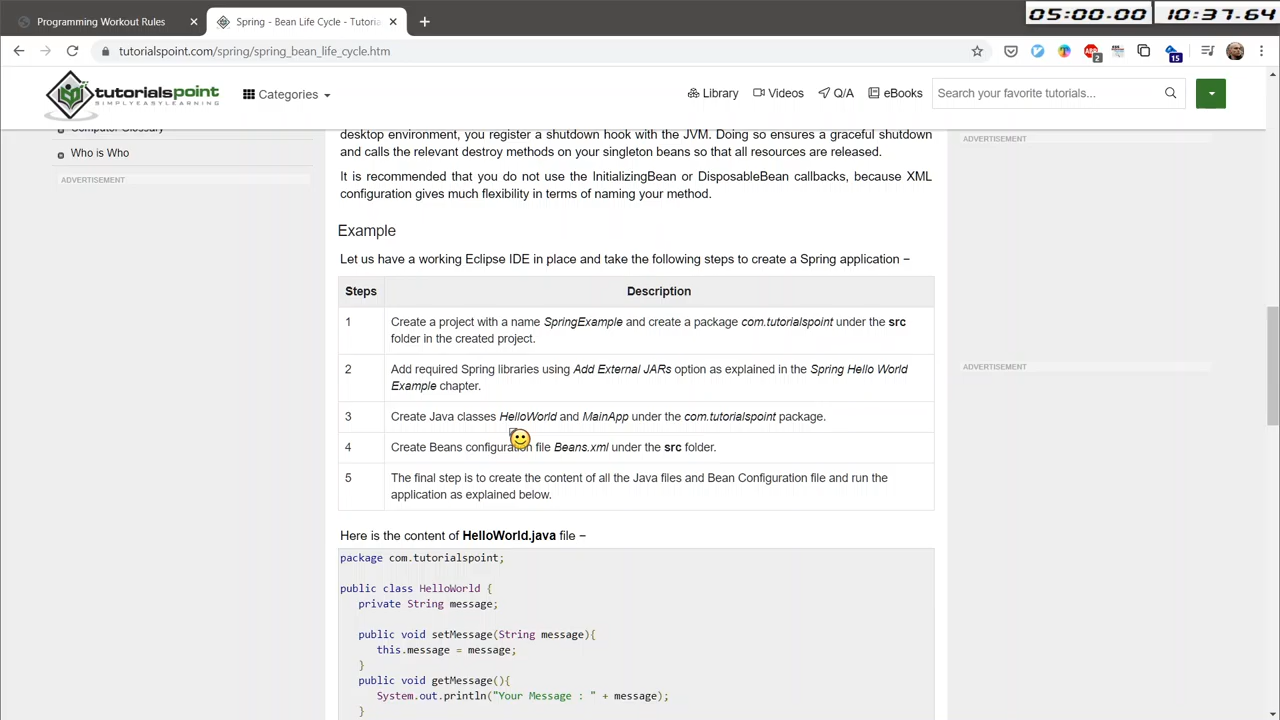 Programming Workout Rules
Spring - Bean Life Cycle - Tutorial
05:00.00
10:37.64
tutorialspoint.com/spring/spring_bean_life_cycle.htm
2
15
tutorialspoint
SIMPLYEASYLEARNING
Categories
Library
Videos
Q/A
eBooks
Search your favorite tutorials...
Computer Glossary
Who is Who
ADVERTISEMENT
desktop environment, you register a shutdown hook with the JVM. Doing so ensures a graceful shutdown
and calls the relevant destroy methods on your singleton beans so that all resources are released.
It is recommended that you do not use the InitializingBean or DisposableBean callbacks, because XML
configuration gives much flexibility in terms of naming your method.
Example
Let us have a working Eclipse IDE in place and take the following steps to create a Spring application −
Steps
Description
1
Create a project with a name SpringExample and create a package com.tutorialspoint under the src
folder in the created project.
2
Add required Spring libraries using Add External JARs option as explained in the Spring Hello World
Example chapter.
3
Create Java classes HelloWorld and MainApp under the com.tutorialspoint package.
4
Create Beans configuration file Beans.xml under the src folder.
5
The final step is to create the content of all the Java files and Bean Configuration file and run the
application as explained below.
Here is the content of HelloWorld.java file −
package com.tutorialspoint;
public class HelloWorld {
private String message;
public void setMessage(String message){
this.message = message;
}
public void getMessage(){
System.out.println("Your Message : " + message);
}
ADVERTISEMENT
ADVERTISEMENT